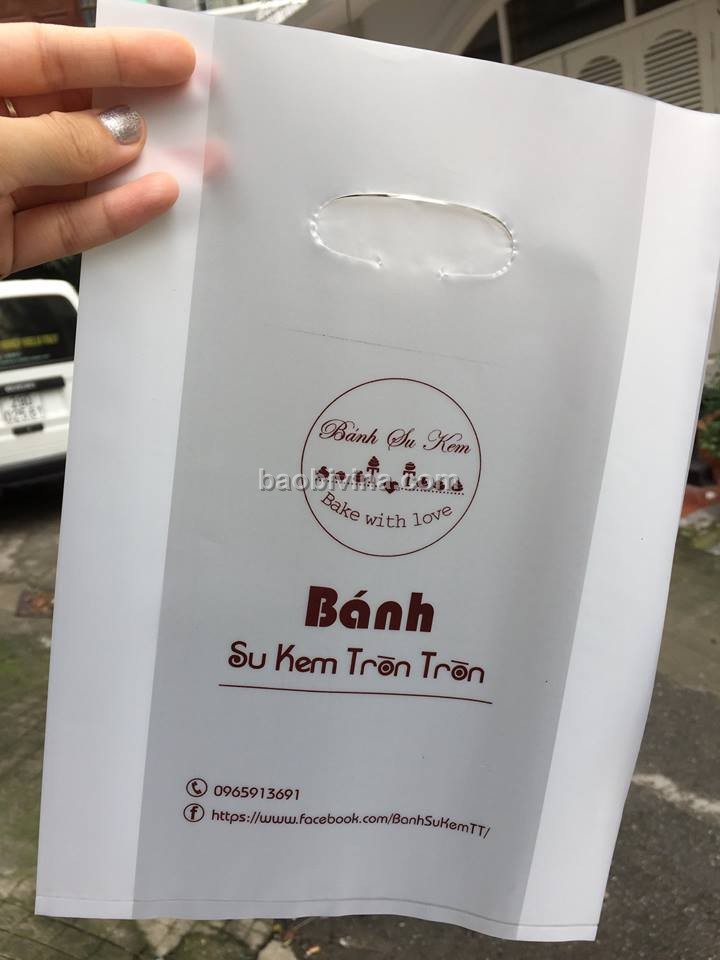 Bánh Su Kem
baobivina.com
Bake with love
Bánh
Su Kem Tròn Tròn
0965913691
https://www.facebook.com/BanhSuKemTT/